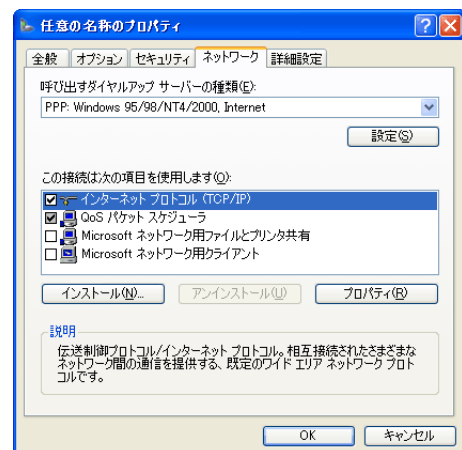 任意の名称のプロパティ
全般 オプション セキュリティ ネットワーク 詳細設定
呼び出すダイヤルアップ サーバーの種類(E):
PPP: Windows 95/98/NT4/2000, Internet
設定(S)
この接続は次の項目を使用します(O):
インターネット プロトコル (TCP/IP)
QoS パケット スケジューラ
Microsoft ネットワーク用ファイルとプリンタ共有
Microsoft ネットワーク用クライアント
インストール(N)... アンインストール(U) プロパティ(R)
説明
伝送制御プロトコル/インターネット プロトコル。相互接続されたさまざまな
ネットワーク間の通信を提供する、既定のワイド エリア ネットワーク プロト
コルです。
OK キャンセル